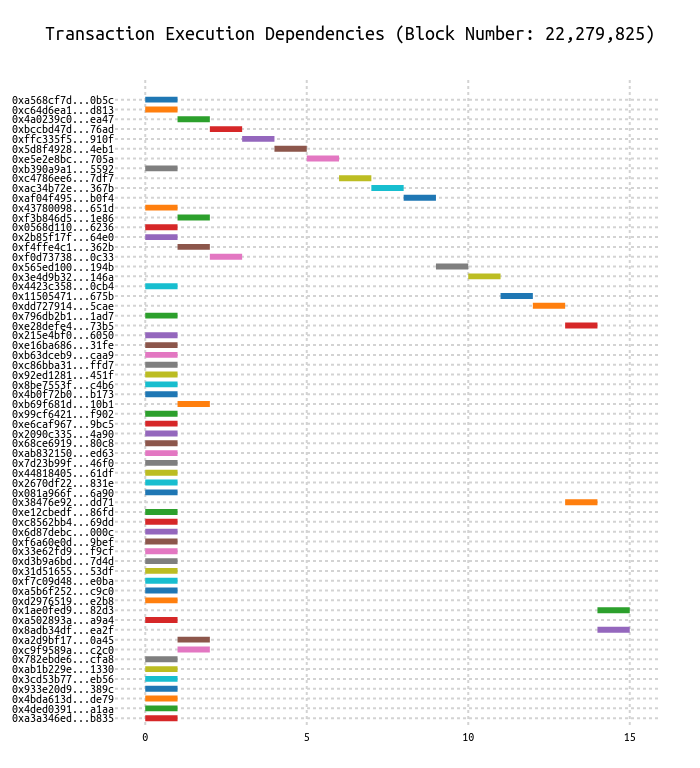 Transaction Execution Dependencies (Block Number: 22,279,825)
0xa568cf7d...0b5c
0xc64d6ea1...d813
0x4a0239c0...ea47
0xbccbd47d...76ad
0xffc335f5...910f
0x5d8f4928...4eb1
0xe5e2e8bc...705a
0xb390a9a1...5592
0xc4786ee6...7df7
0xac34b72e...367b
0xaf04f495...b0f4
0x43780098...651d
0xf3b846d5...1e86
0x0568d110...6236
0x2b85f17f...64e0
0xf4ffe4c1...362b
0xf0d73738...0c33
0x565ed100...194b
0x3e4d9b32...146a
0x4423c358...0cb4
0x11505471...675b
0xdd727914...5cae
0x796db2b1...1ad7
0xe28defe4...73b5
0x215e4bf0...6050
0xe16ba686...31fe
0xb63dceb9...caa9
0xc86bba31...ffd7
0x92ed1281...451f
0x8be7553f...c4b6
0x4b0f72b0...b173
0xb69f681d...10b1
0x99cf6421...f902
0xe6caf967...9bc5
0x2090c335...4a90
0x68ce6919...80c8
0xab832150...ed63
0x7d23b99f...46f0
0x44818405...61df
0x2670df22...831e
0x081a966f...6a90
0x38476e92...dd71
0xe12cbedf...86fd
0xc8562bb4...69dd
0x6d87debc...000c
0xf6a60e0d...9bef
0x33e62fd9...f9cf
0xd3b9a6bd...7d4d
0x31d51655...53df
0xf7c09d48...e0ba
0xa5b6f252...c9c0
0xd2976519...e2b8
0x1ae0fed9...82d3
0xa502893a...a9a4
0x8adb34df...ea2f
0xa2d9bf17...0a45
0xc9f9589a...c2c0
0x782ebde6...cfa8
0xab1b229e...1330
0x3cd53b77...eb56
0x933e20d9...389c
0x4bda613d...de79
0x4ded0391...a1aa
0xa3a346ed...b835
0 5 10 15